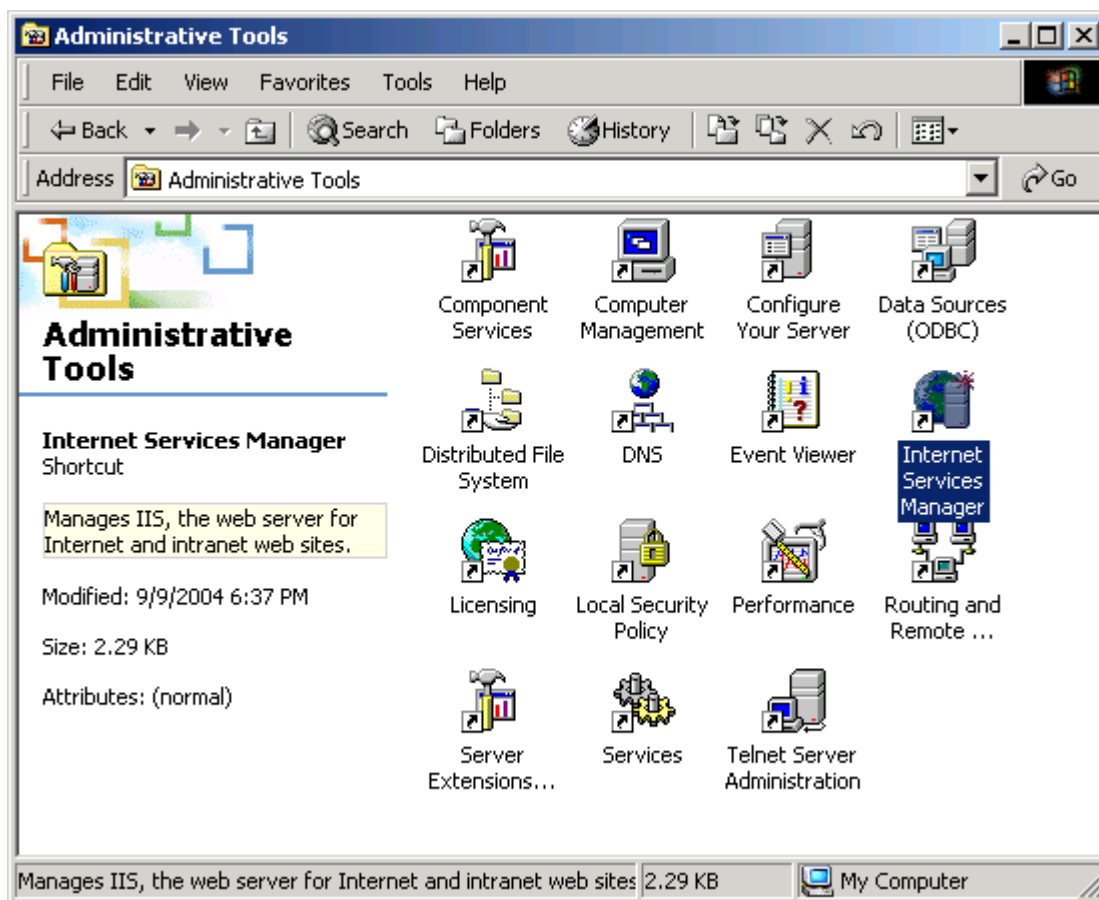 Administrative Tools
File Edit View Favorites Tools Help
Back Search Folders History
Address Administrative Tools Go
Administrative
Tools
Internet Services Manager
Shortcut
Manages IIS, the web server for
Internet and intranet web sites.
Modified: 9/9/2004 6:37 PM
Size: 2.29 KB
Attributes: (normal)
Component
Services
Computer
Management
Configure
Your Server
Data Sources
(ODBC)
Distributed File
System
DNS
Event Viewer
Internet
Services
Manager
Licensing
Local Security
Policy
Performance
Routing and
Remote ...
Server
Extensions...
Services
Telnet Server
Administration
Manages IIS, the web server for Internet and intranet web sites 2.29 KB My Computer